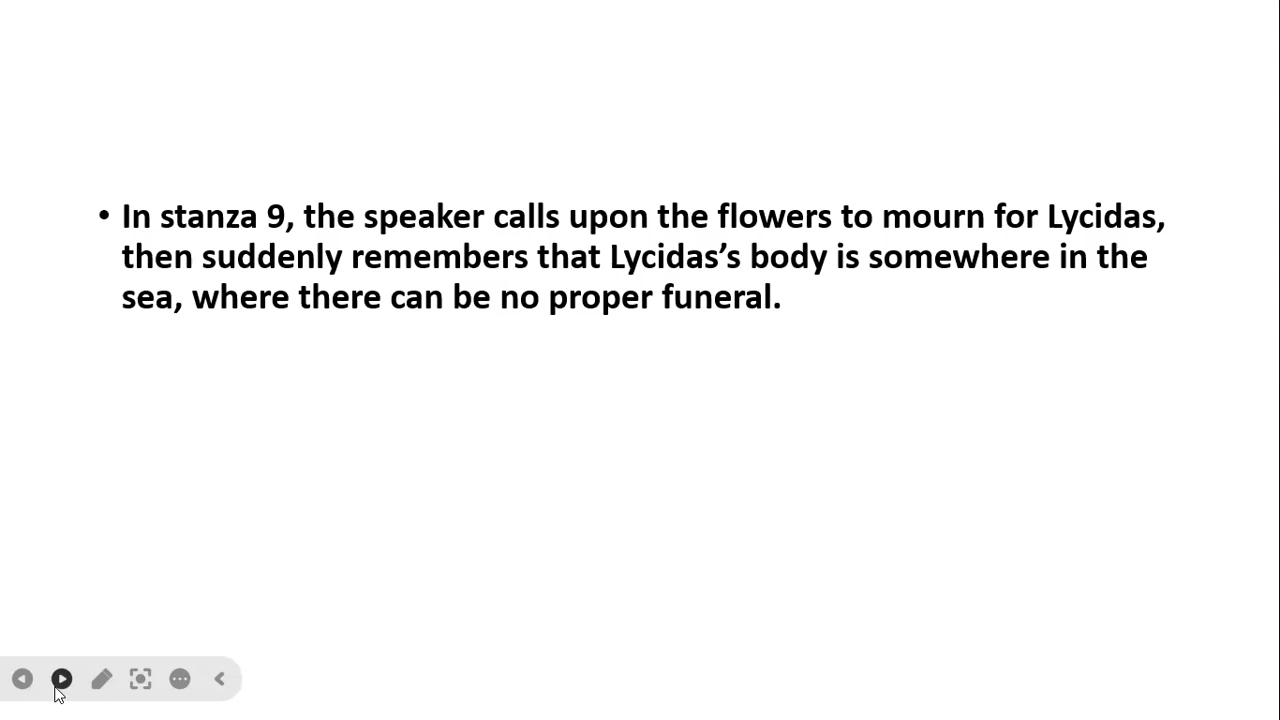 • In stanza 9, the speaker calls upon the flowers to mourn for Lycidas,
then suddenly remembers that Lycidas’s body is somewhere in the
sea, where there can be no proper funeral.